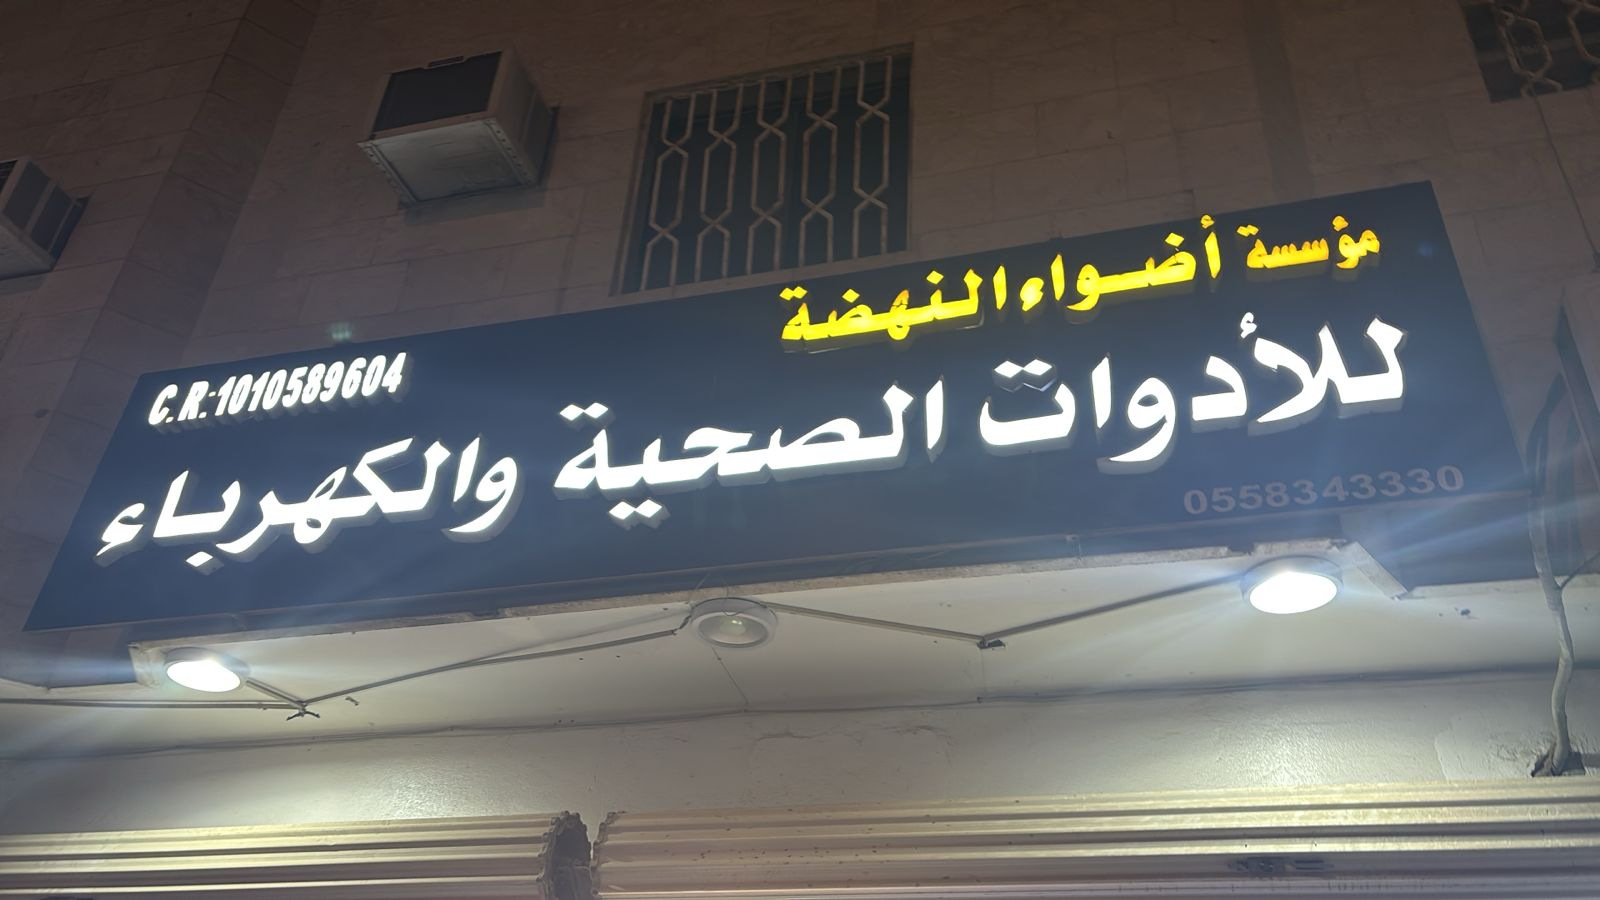 مؤسسة أضواء النهضة
للأدوات الصحية والكهرباء
C.R.:1010589604
0558343330